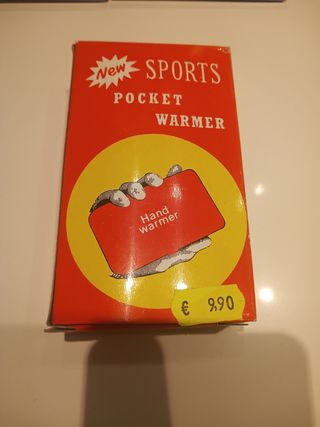 New SPORTS
POCKET
WARMER
Hand
warmer
€ 9,90